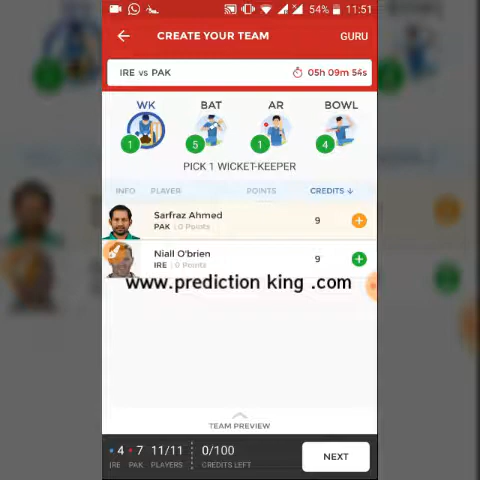 54% 11:51
CREATE YOUR TEAM GURU
IRE vs PAK 05h 09m 54s
WK BAT AR BOWL
1 5 1 4
PICK 1 WICKET-KEEPER
INFO PLAYER POINTS CREDITS
Sarfraz Ahmed
PAK | 0 Points 9
Niall O'brien
IRE | 0 Points 9
www.prediction king .com
TEAM PREVIEW
4 7 11/11 0/100 NEXT
IRE PAK PLAYERS CREDITS LEFT